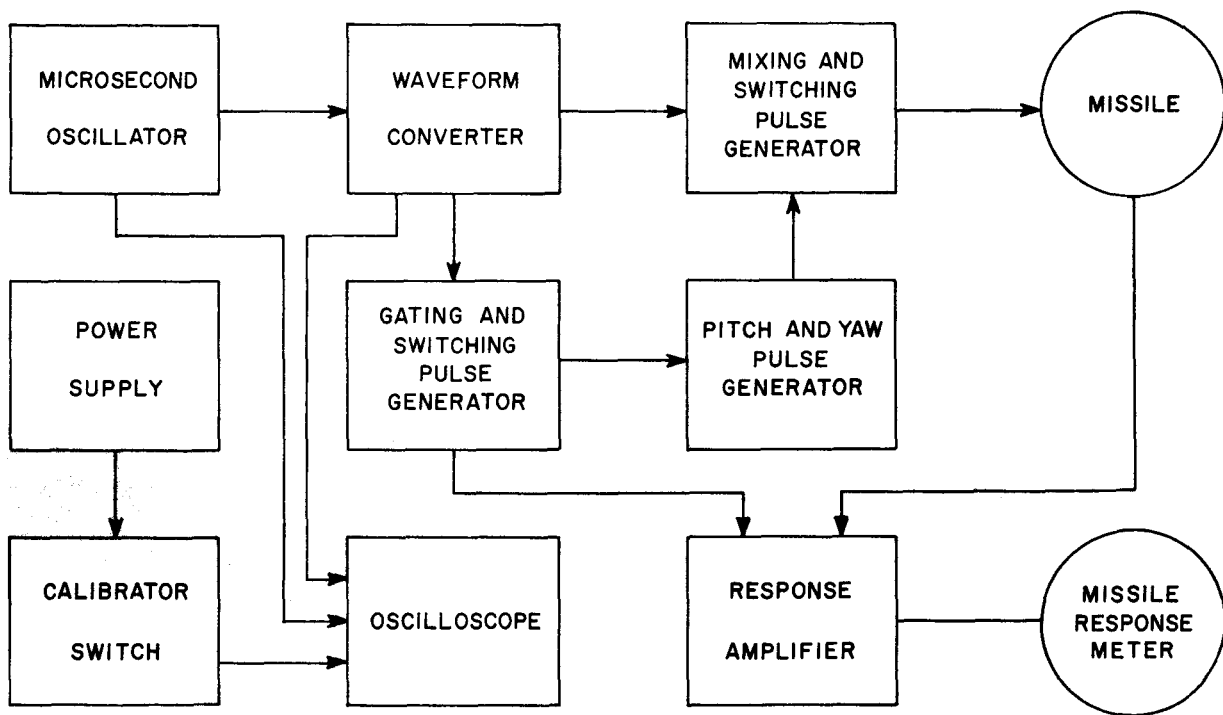 MICROSECOND
OSCILLATOR
WAVEFORM
CONVERTER
MIXING AND
SWITCHING
PULSE
GENERATOR
MISSILE
POWER
SUPPLY
GATING AND
SWITCHING
PULSE
GENERATOR
PITCH AND YAW
PULSE
GENERATOR
CALIBRATOR
SWITCH
OSCILLOSCOPE
RESPONSE
AMPLIFIER
MISSILE
RESPONSE
METER